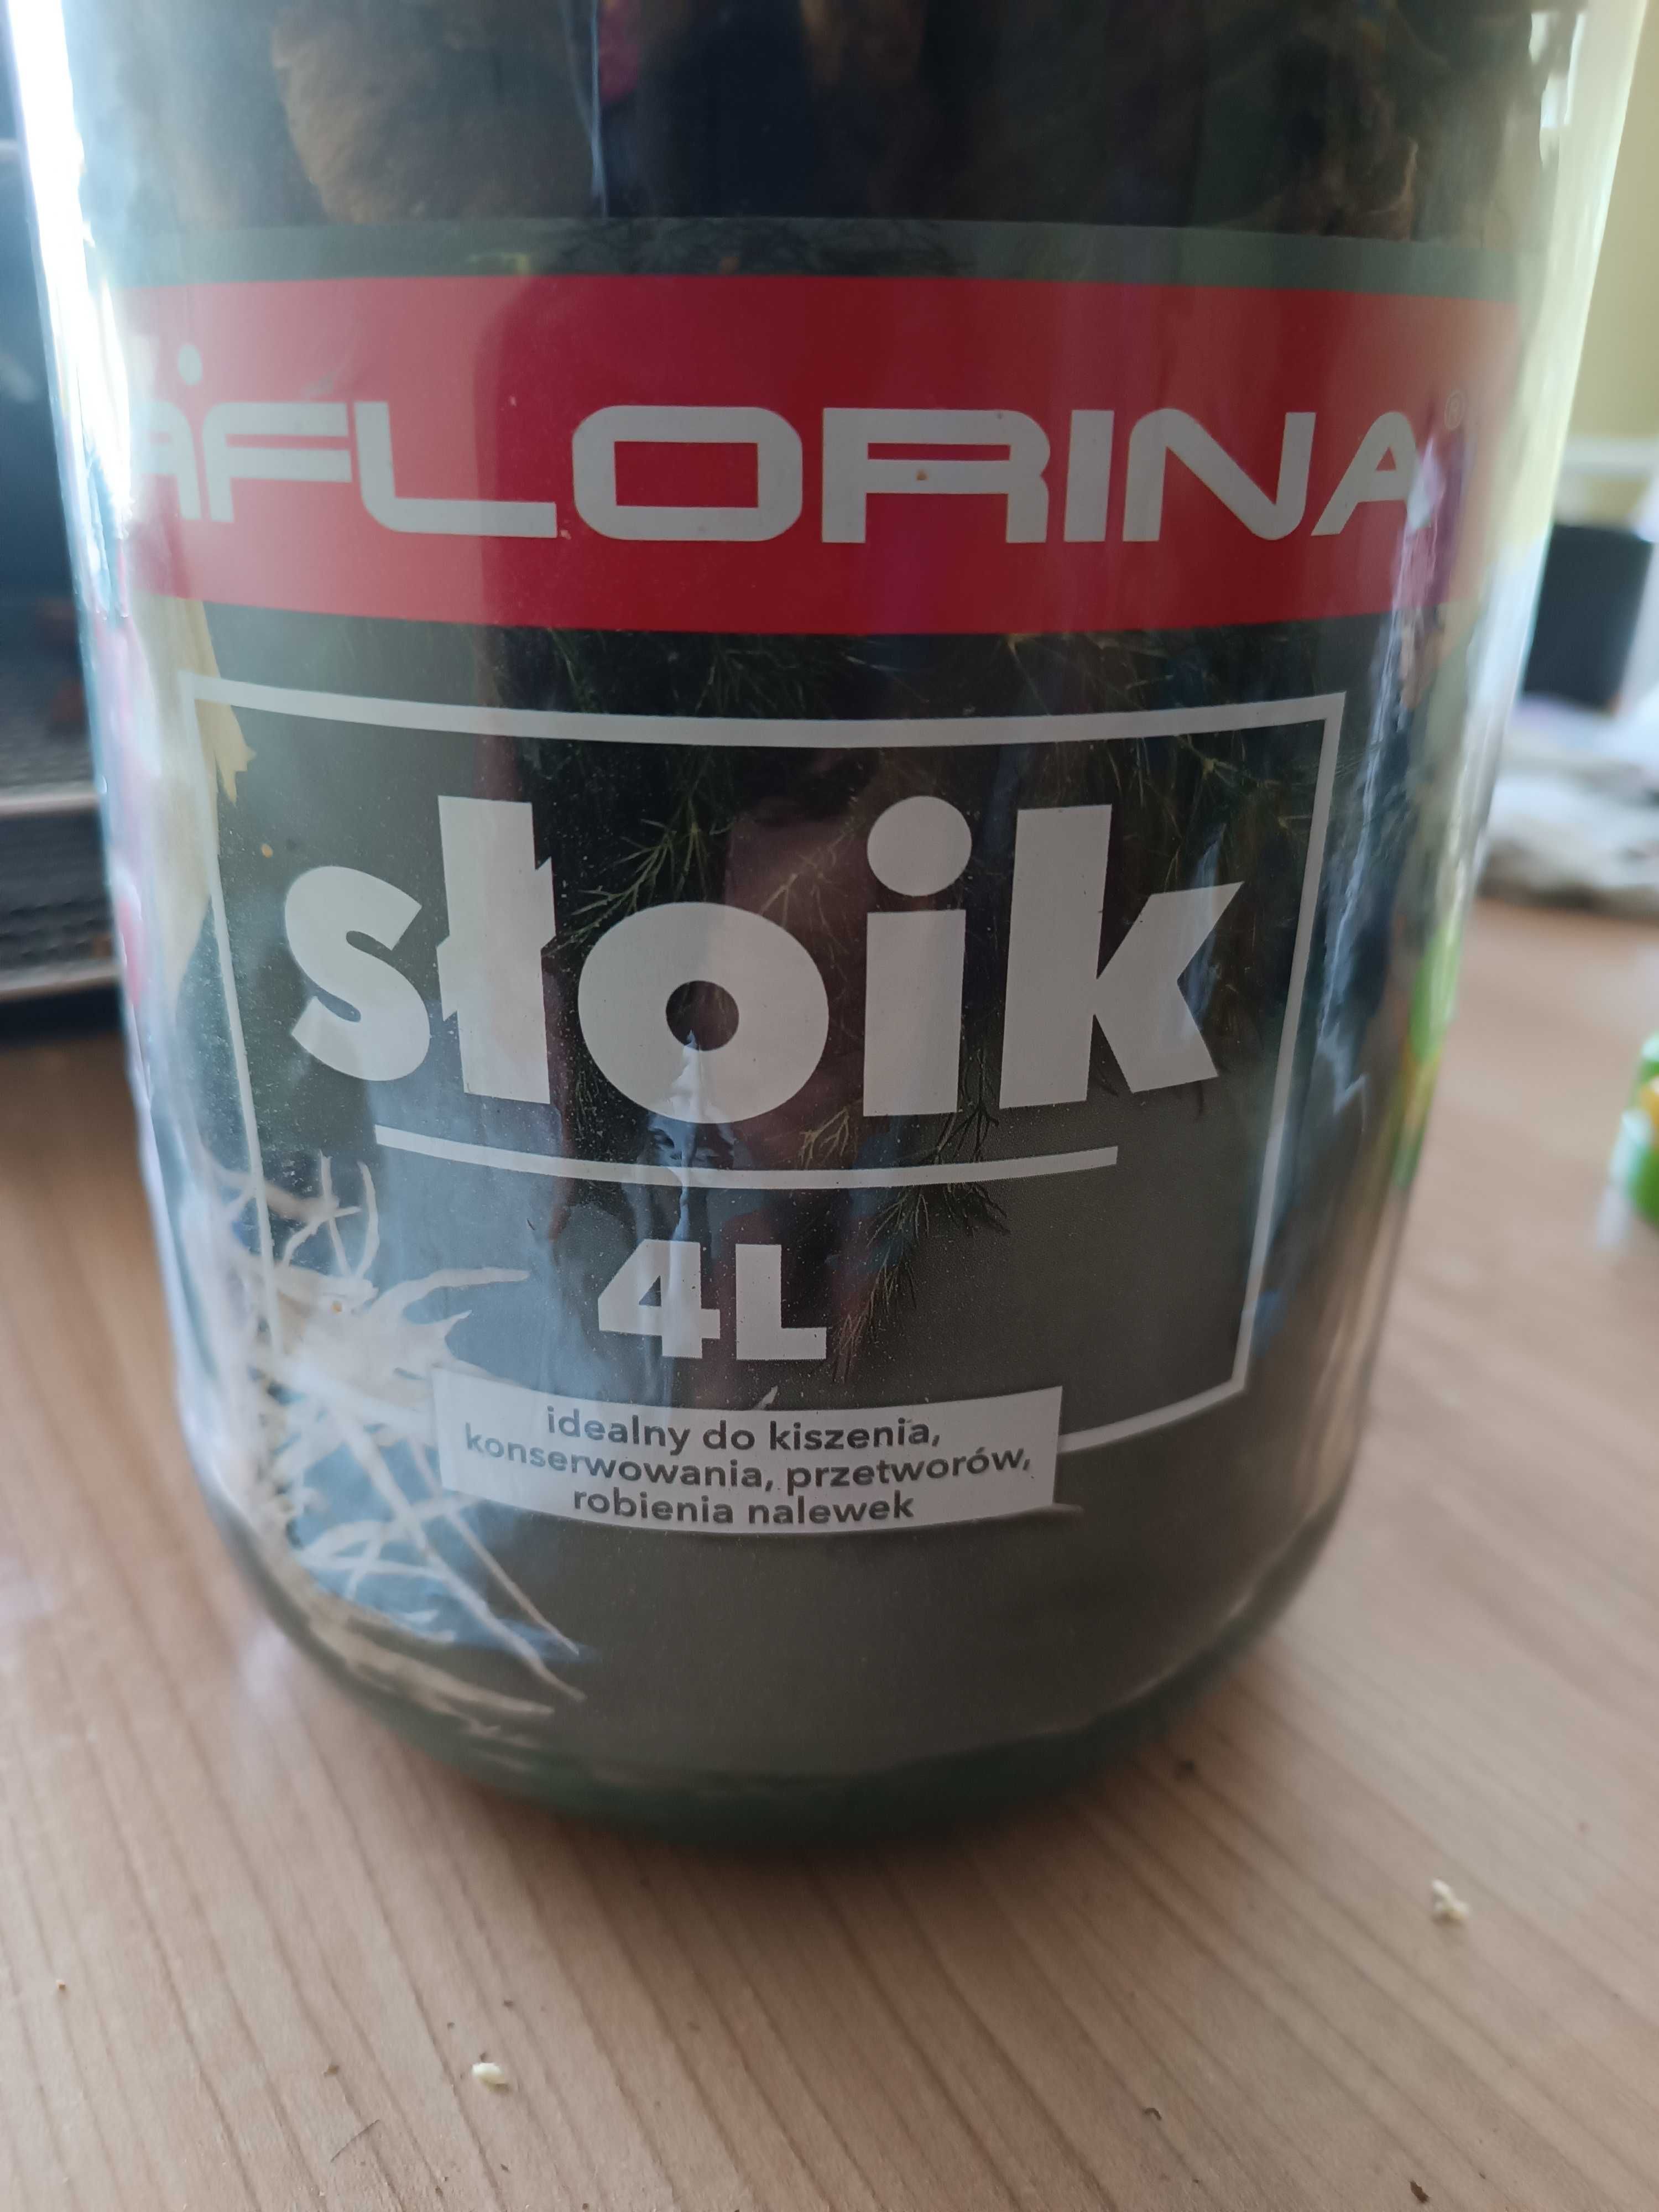 FLORINA®
słoik
4L
idealny do kiszenia,
konserwowania, przetworów,
robienia nalewek